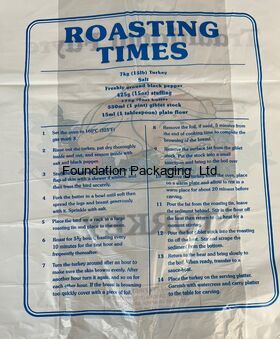 ROASTING
TIMES
7kg (15lb) Turkey
Salt
Freshly ground black pepper
425g (15oz) stuffing
butter
550ml (1 pint) giblet stock
15ml (1 tablespoon) plain flour
1 Set the oven to 160°C (325°F)
2 Rinse out the turkey, pat dry thoroughly
inside and out, and season inside with
salt and black pepper.
3
flap of skin with a skewer
then truss the bird securely.
4 Fork the butter in a bowl until soft then
spread the legs and breast generously
with it. Sprinkle with salt.
5 Place the bird on a rack in a large
roasting tin and place in the oven.
6 Roast for hours, basting every
10 minutes for the first hour and
frequently thereafter.
7 Turn the turkey around after an hour to
make sure the skin browns evenly. After
another hour turn it again, and so on for
each other hour. If the breast is browning
too quickly cover with a piece of foil.
8 Remove the foil, if used, 5 minutes from
the end of cooking time to complete the
browning of the breast.
9 Remove the surface fat from the giblet
stock. Put the stock into a small
saucepan and bring to the boil over
Foundation Packaging Ltd
10
on a warm plate and allow to rest in a
warm place for about 20 minutes before
carving.
11 Pour the fat from the roasting tin, leave
the sediment behind. Stir in the flour off
the heat then return to the heat for a
12 Pour the hot giblet stock into the roasting
tin off the heat. Stir and scrape the
sediment from the bottom.
13 Return to the heat and bring slowly to
the boil. When ready, transfer to a
sauce-boat.
14 Place the turkey on the serving platter.
Garnish with watercress and carry platter
to the table for carving.